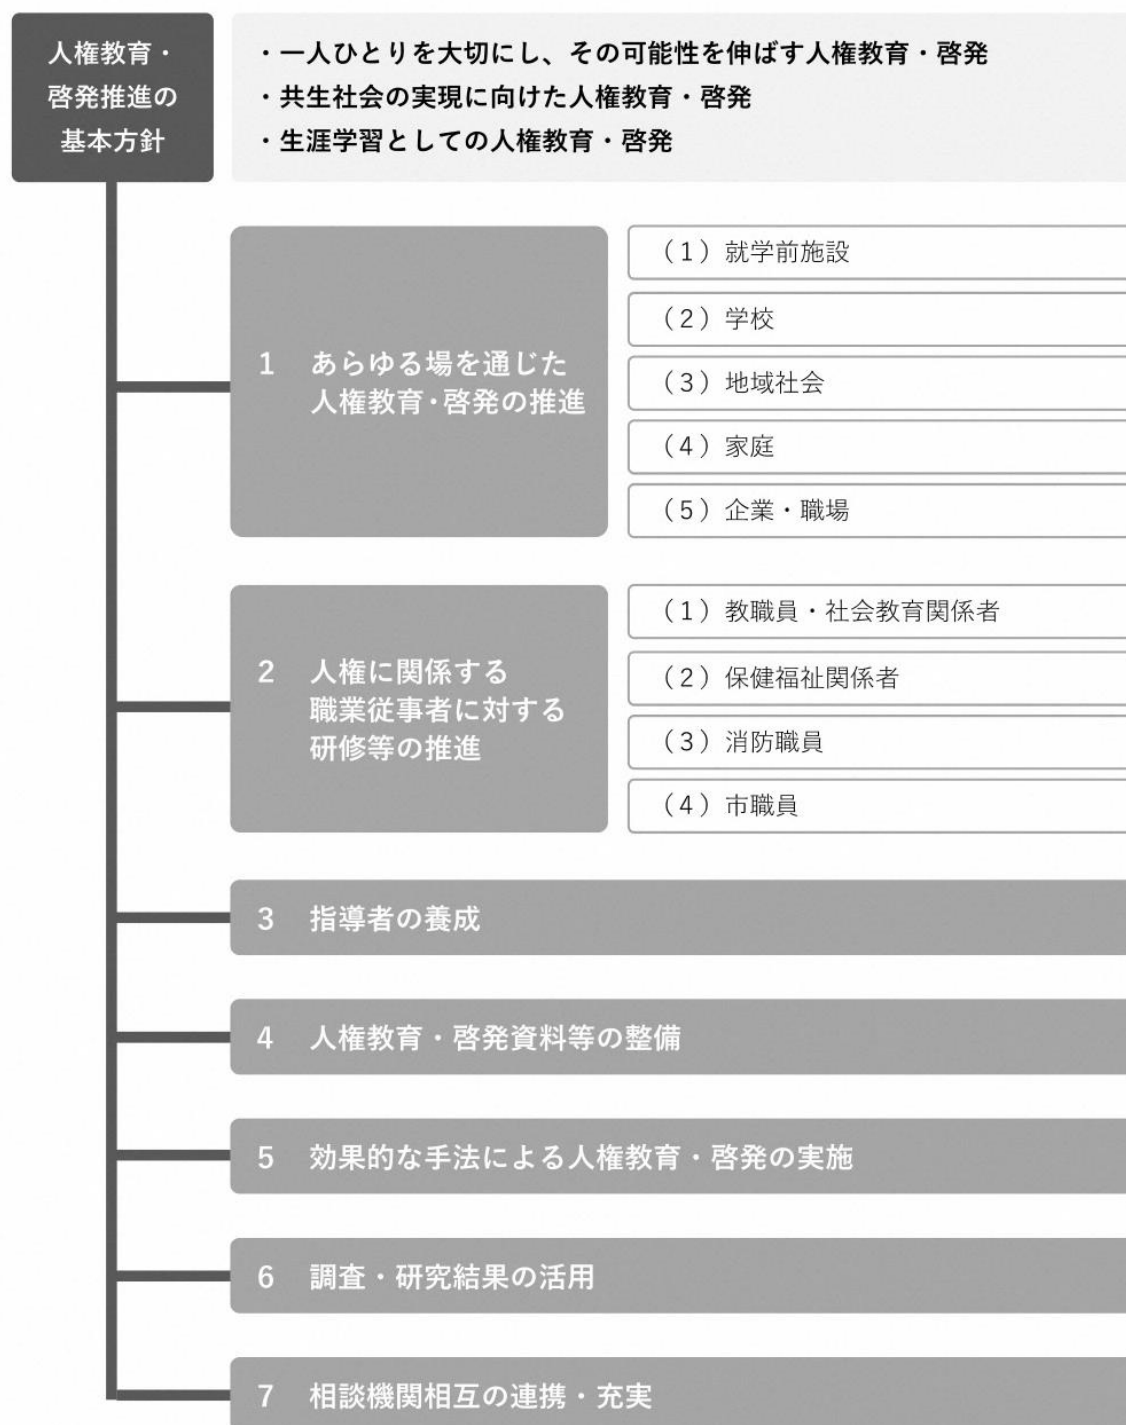 人権教育・
啓発推進の
基本方針
・一人ひとりを大切にし、その可能性を伸ばす人権教育・啓発
・共生社会の実現に向けた人権教育・啓発
・生涯学習としての人権教育・啓発
1 あらゆる場を通じた
人権教育・啓発の推進
（1）就学前施設
（2）学校
（3）地域社会
（4）家庭
（5）企業・職場
2 人権に関係する
職業従事者に対する
研修等の推進
（1）教職員・社会教育関係者
（2）保健福祉関係者
（3）消防職員
（4）市職員
3 指導者の養成
4 人権教育・啓発資料等の整備
5 効果的な手法による人権教育・啓発の実施
6 調査・研究結果の活用
7 相談機関相互の連携・充実